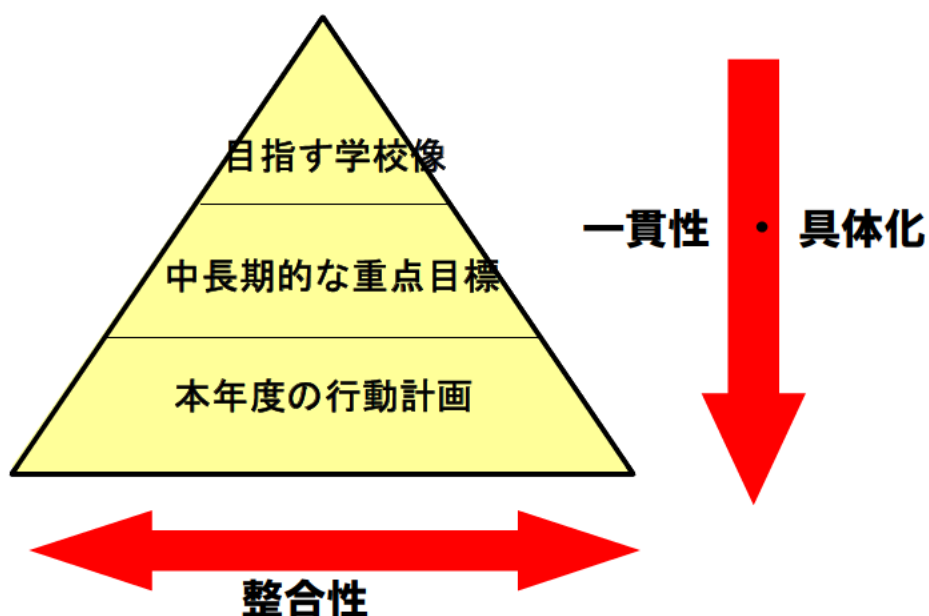 目指す学校像
一貫性 ・ 具体化
中長期的な重点目標
本年度の行動計画
整合性